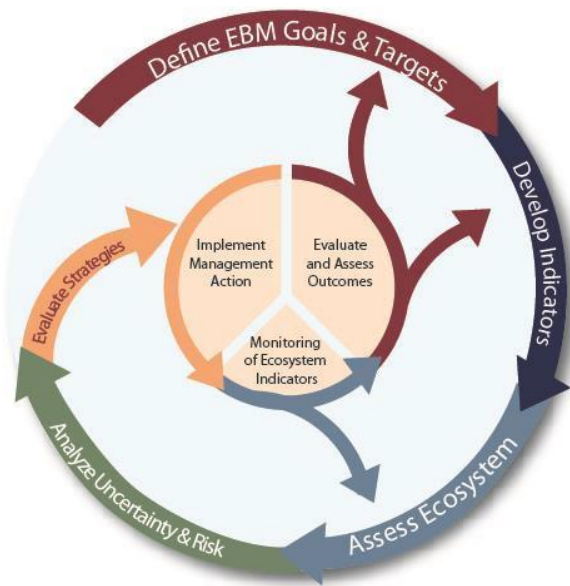 Define EBM Goals & Targets
Develop Indicators
Assess Ecosystem
Analyze Uncertainty & Risk
Evaluate Strategies
Implement
Management
Action
Evaluate
and Assess
Outcomes
Monitoring
of Ecosystem
Indicators